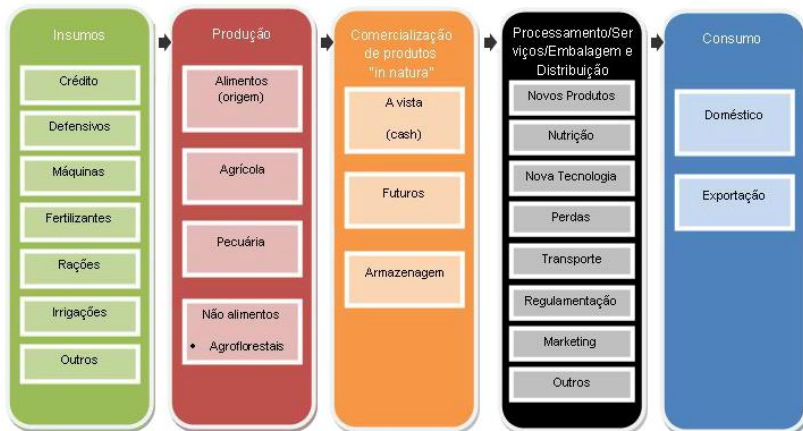 Insumos
Crédito
Defensivos
Máquinas
Fertilizantes
Rações
Irrigações
Outros
Produção
Alimentos
(origem)
Agrícola
Pecuária
Não alimentos
• Agroflorestais
Comercialização
de produtos
"in natura"
A vista
(cash)
Futuros
Armazenagem
Processamento/Ser
viços/Embalagem e
Distribuição
Novos Produtos
Nutrição
Nova Tecnologia
Perdas
Transporte
Regulamentação
Marketing
Outros
Consumo
Doméstico
Exportação